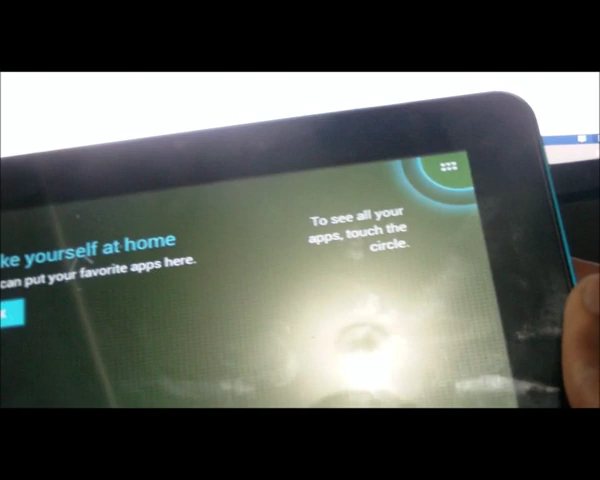 ke yourself at home
can put your favorite apps here.
K
To see all your
apps, touch the
circle.